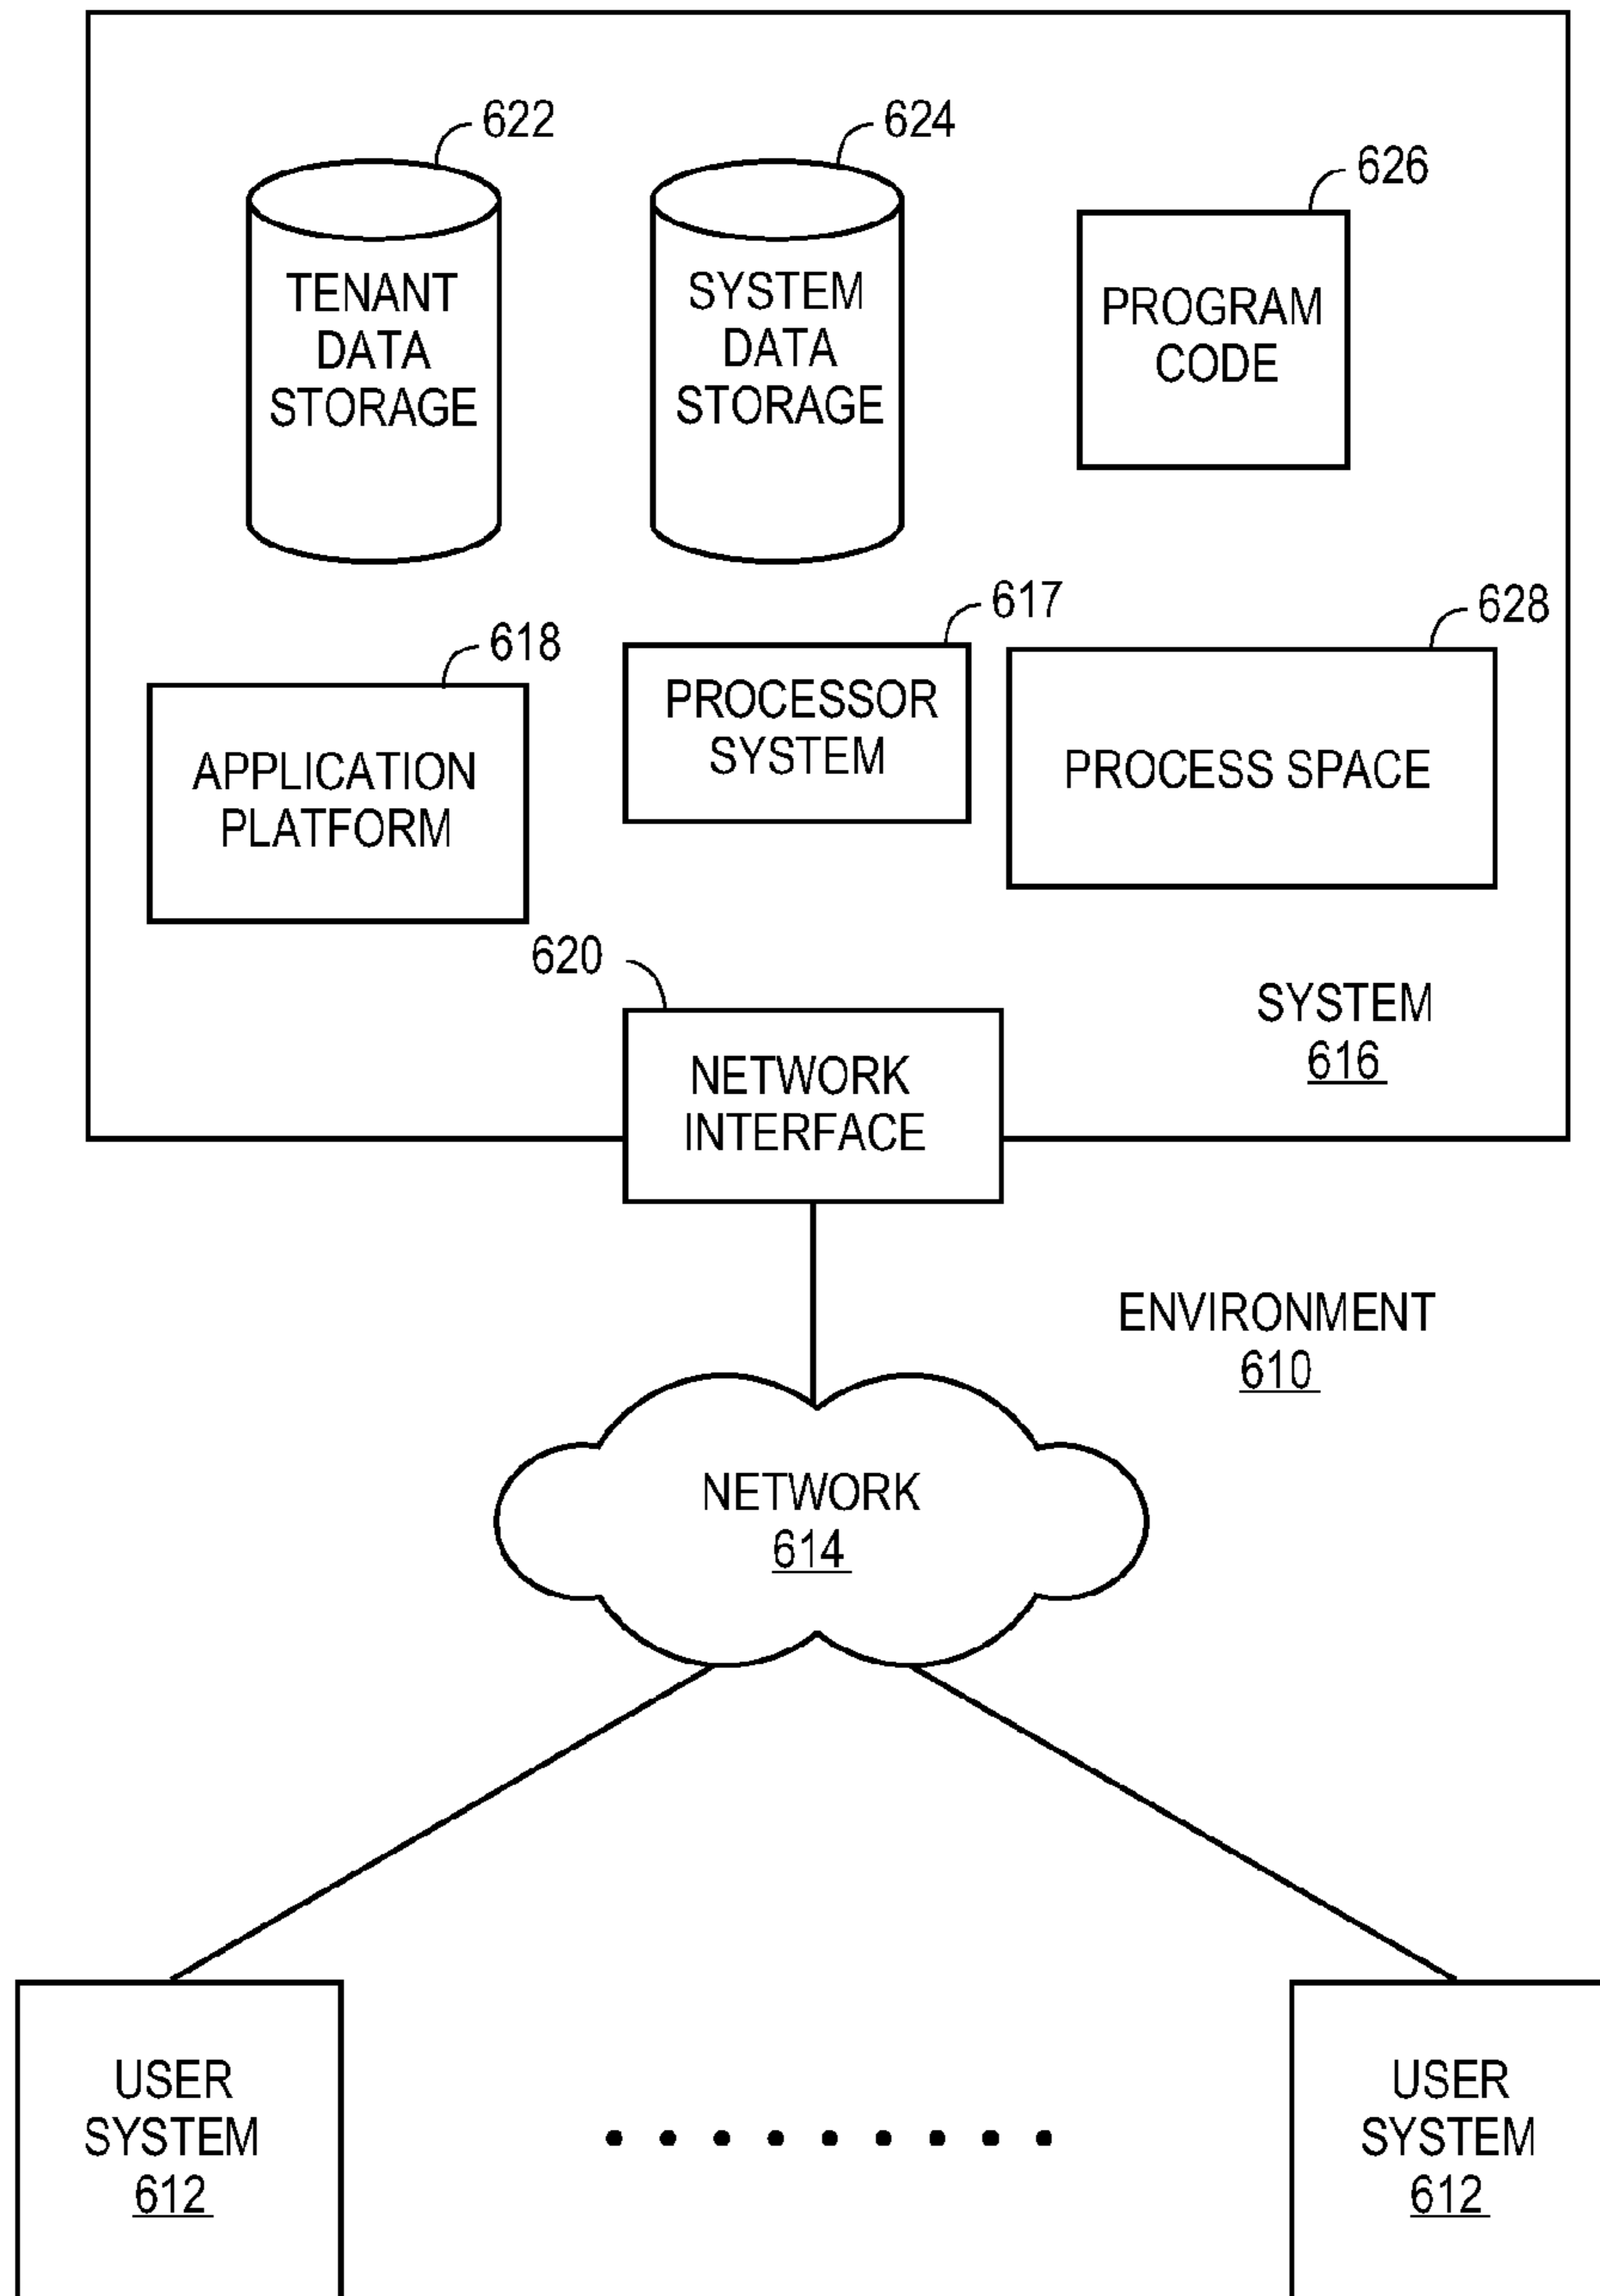 622
TENANT
DATA
STORAGE
624
SYSTEM
DATA
STORAGE
626
PROGRAM
CODE
618
APPLICATION
PLATFORM
617
PROCESSOR
SYSTEM
628
PROCESS SPACE
620
NETWORK
INTERFACE
SYSTEM
616
ENVIRONMENT
610
NETWORK
614
USER
SYSTEM
612
USER
SYSTEM
612